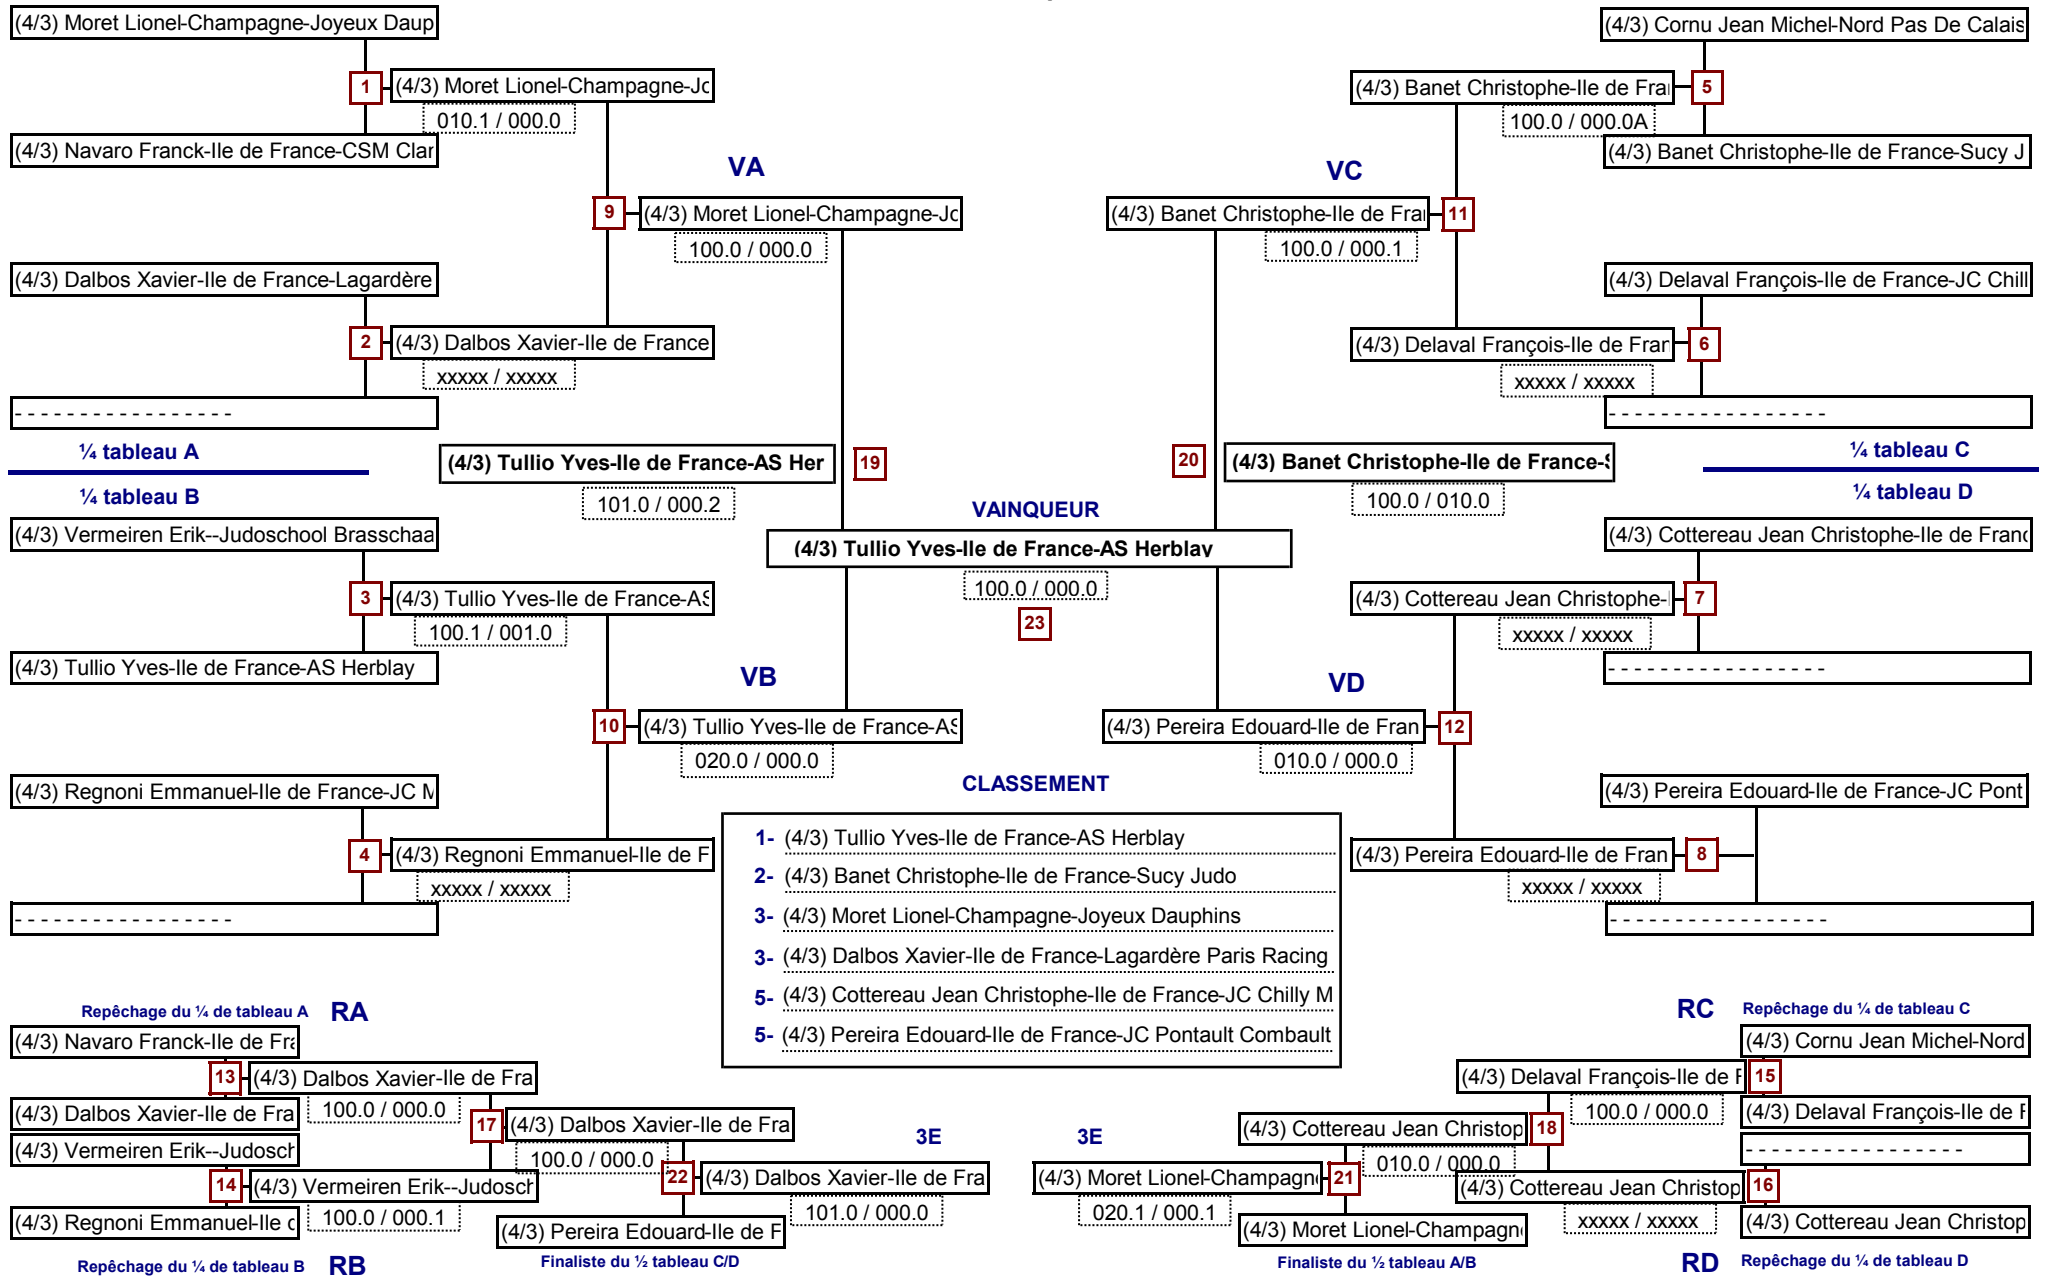 (4/3) Moret Lionel-Champagne-Joyeux Daup
(4/3) Cornu Jean Michel-Nord Pas De Calais
1
(4/3) Moret Lionel-Champagne-Jo
010.1 / 000.0
(4/3) Banet Christophe-Ile de Fra
5
100.0 / 000.0A
(4/3) Navaro Franck-Ile de France-CSM Clar
(4/3) Banet Christophe-Ile de France-Sucy J
VA
VC
9
(4/3) Moret Lionel-Champagne-Jo
100.0 / 000.0
(4/3) Banet Christophe-Ile de Fra
11
100.0 / 000.1
(4/3) Dalbos Xavier-Ile de France-Lagardère
(4/3) Delaval François-Ile de France-JC Chill
2
(4/3) Dalbos Xavier-Ile de France
xxxxx / xxxxx
(4/3) Delaval François-Ile de Fran
6
xxxxx / xxxxx
- - - - - - - - - - - - - - - - -
- - - - - - - - - - - - - - - - -
¼ tableau A
(4/3) Tullio Yves-Ile de France-AS Her
19
20
(4/3) Banet Christophe-Ile de France-S
¼ tableau C
¼ tableau B
101.0 / 000.2
100.0 / 010.0
¼ tableau D
VAINQUEUR
(4/3) Vermeiren Erik--Judoschool Brasschaa
(4/3) Tullio Yves-Ile de France-AS Herblay
(4/3) Cottereau Jean Christophe-Ile de Franc
100.0 / 000.0
23
3
(4/3) Tullio Yves-Ile de France-AS
100.1 / 001.0
(4/3) Cottereau Jean Christophe-
7
xxxxx / xxxxx
(4/3) Tullio Yves-Ile de France-AS Herblay
- - - - - - - - - - - - - - - - -
VB
VD
10
(4/3) Tullio Yves-Ile de France-AS
020.0 / 000.0
(4/3) Pereira Edouard-Ile de Fran
12
010.0 / 000.0
(4/3) Regnoni Emmanuel-Ile de France-JC M
CLASSEMENT
(4/3) Pereira Edouard-Ile de France-JC Pont
4
(4/3) Regnoni Emmanuel-Ile de F
xxxxx / xxxxx
(4/3) Pereira Edouard-Ile de Fran
8
xxxxx / xxxxx
- - - - - - - - - - - - - - - - -
- - - - - - - - - - - - - - - - -
1- (4/3) Tullio Yves-Ile de France-AS Herblay
2- (4/3) Banet Christophe-Ile de France-Sucy Judo
3- (4/3) Moret Lionel-Champagne-Joyeux Dauphins
3- (4/3) Dalbos Xavier-Ile de France-Lagardère Paris Racing
5- (4/3) Cottereau Jean Christophe-Ile de France-JC Chilly M
5- (4/3) Pereira Edouard-Ile de France-JC Pontault Combault
Repêchage du ¼ de tableau A RA
RC Repêchage du ¼ de tableau C
(4/3) Navaro Franck-Ile de Fra
13
(4/3) Dalbos Xavier-Ile de Fra
100.0 / 000.0
(4/3) Dalbos Xavier-Ile de Fra
(4/3) Vermeiren Erik--Judosch
14
(4/3) Vermeiren Erik--Judosch
100.0 / 000.1
(4/3) Regnoni Emmanuel-Ile d
17
(4/3) Dalbos Xavier-Ile de Fra
100.0 / 000.0
22
(4/3) Pereira Edouard-Ile de F
3E
(4/3) Dalbos Xavier-Ile de Fra
101.0 / 000.0
3E
(4/3) Moret Lionel-Champagn
020.1 / 000.1
21
(4/3) Cottereau Jean Christop
010.0 / 000.0
(4/3) Moret Lionel-Champagn
18
(4/3) Delaval François-Ile de F
15
100.0 / 000.0
(4/3) Cornu Jean Michel-Nord
(4/3) Delaval François-Ile de F
- - - - - - - - - - - - - - - - -
(4/3) Cottereau Jean Christop
16
xxxxx / xxxxx
(4/3) Cottereau Jean Christop
Repêchage du ¼ de tableau B RB
Finaliste du ½ tableau C/D
Finaliste du ½ tableau A/B
RD Repêchage du ¼ de tableau D